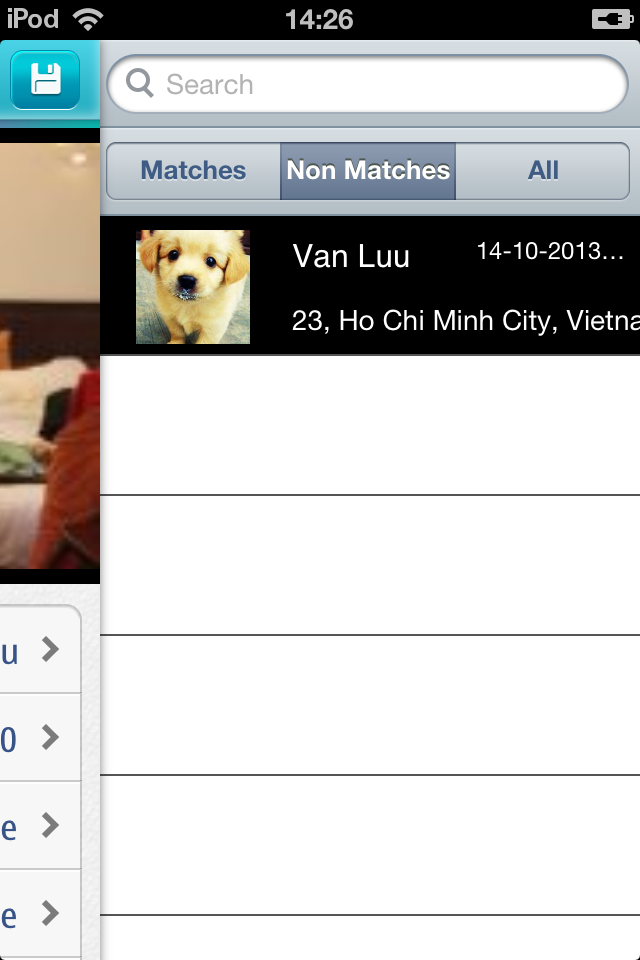 iPod 14:26
Search
Matches Non Matches All
Van Luu 14-10-2013...
23, Ho Chi Minh City, Vietna
u
0
e
e